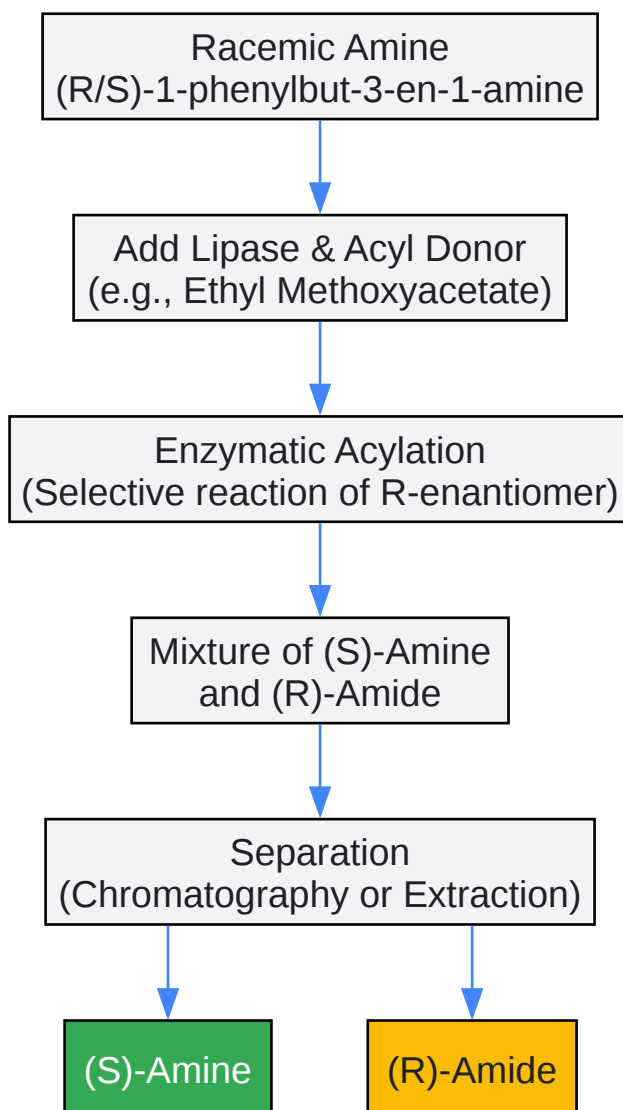 Racemic Amine
(R/S)-1-phenylbut-3-en-1-amine
Add Lipase & Acyl Donor
(e.g., Ethyl Methoxyacetate)
Enzymatic Acylation
(Selective reaction of R-enantiomer)
Mixture of (S)-Amine
and (R)-Amide
Separation
(Chromatography or Extraction)
(S)-Amine
(R)-Amide